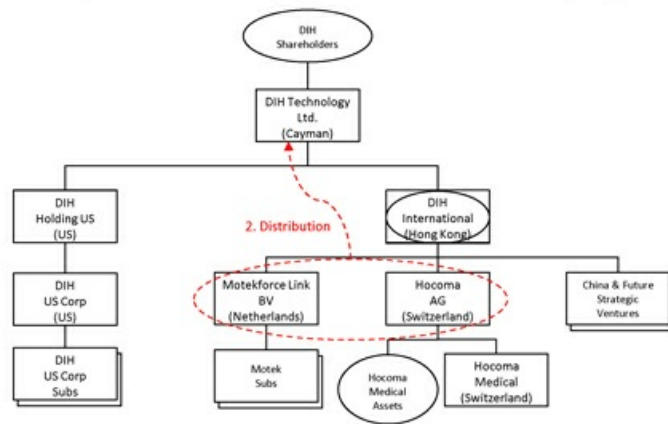 DIH
Shareholders
DIH Technology
Ltd.
(Cayman)
DIH
Holding US
(US)
2. Distribution
DIH
International
(Hong Kong)
DIH
US Corp
(US)
Motekforce Link
BV
(Netherlands)
Hocoma
AG
(Switzerland)
China & Future
Strategic
Ventures
DIH
US Corp
Subs
Motek
Subs
Hocoma
Medical
Assets
Hocoma
Medical
(Switzerland)